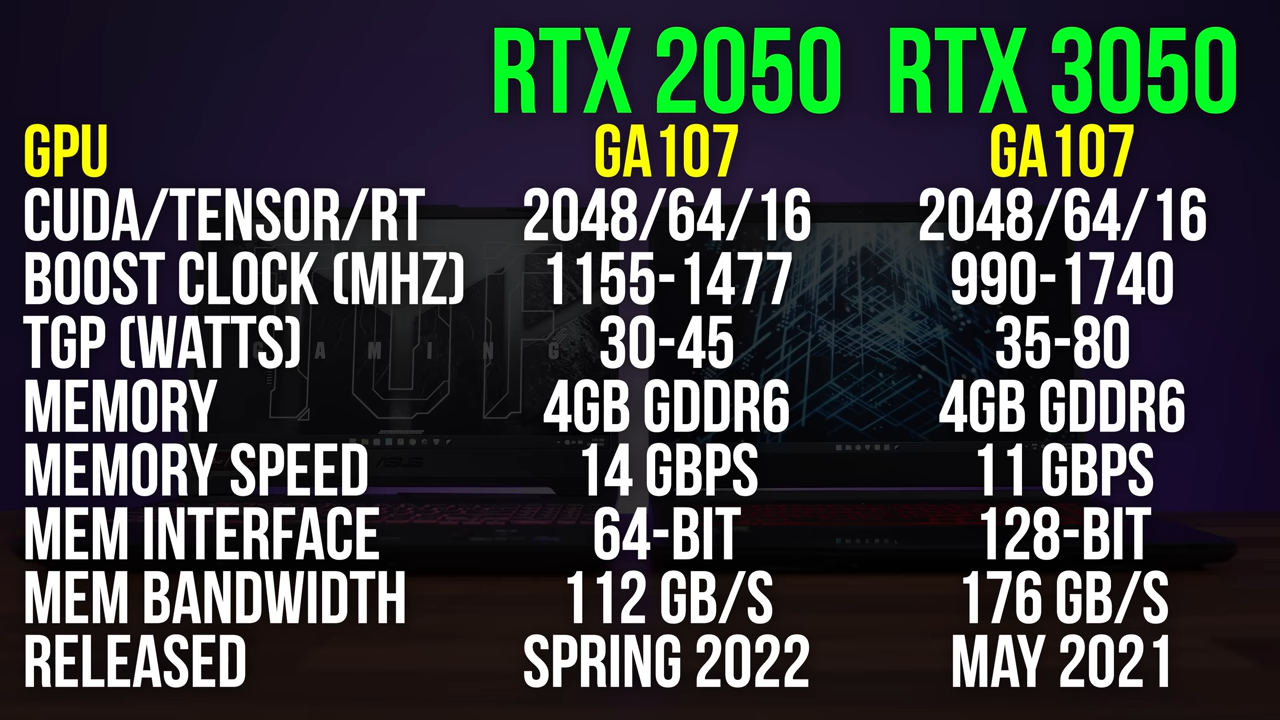 RTX 2050 RTX 3050
GPU GA107 GA107
CUDA/TENSOR/RT 2048/64/16 2048/64/16
BOOST CLOCK (MHZ) 1155-1477 990-1740
TGP (WATTS) 30-45 35-80
MEMORY 4GB GDDR6 4GB GDDR6
MEMORY SPEED 14 GBPS 11 GBPS
MEM INTERFACE 64-BIT 128-BIT
MEM BANDWIDTH 112 GB/S 176 GB/S
RELEASED SPRING 2022 MAY 2021
TUF
GAMING
ASUS